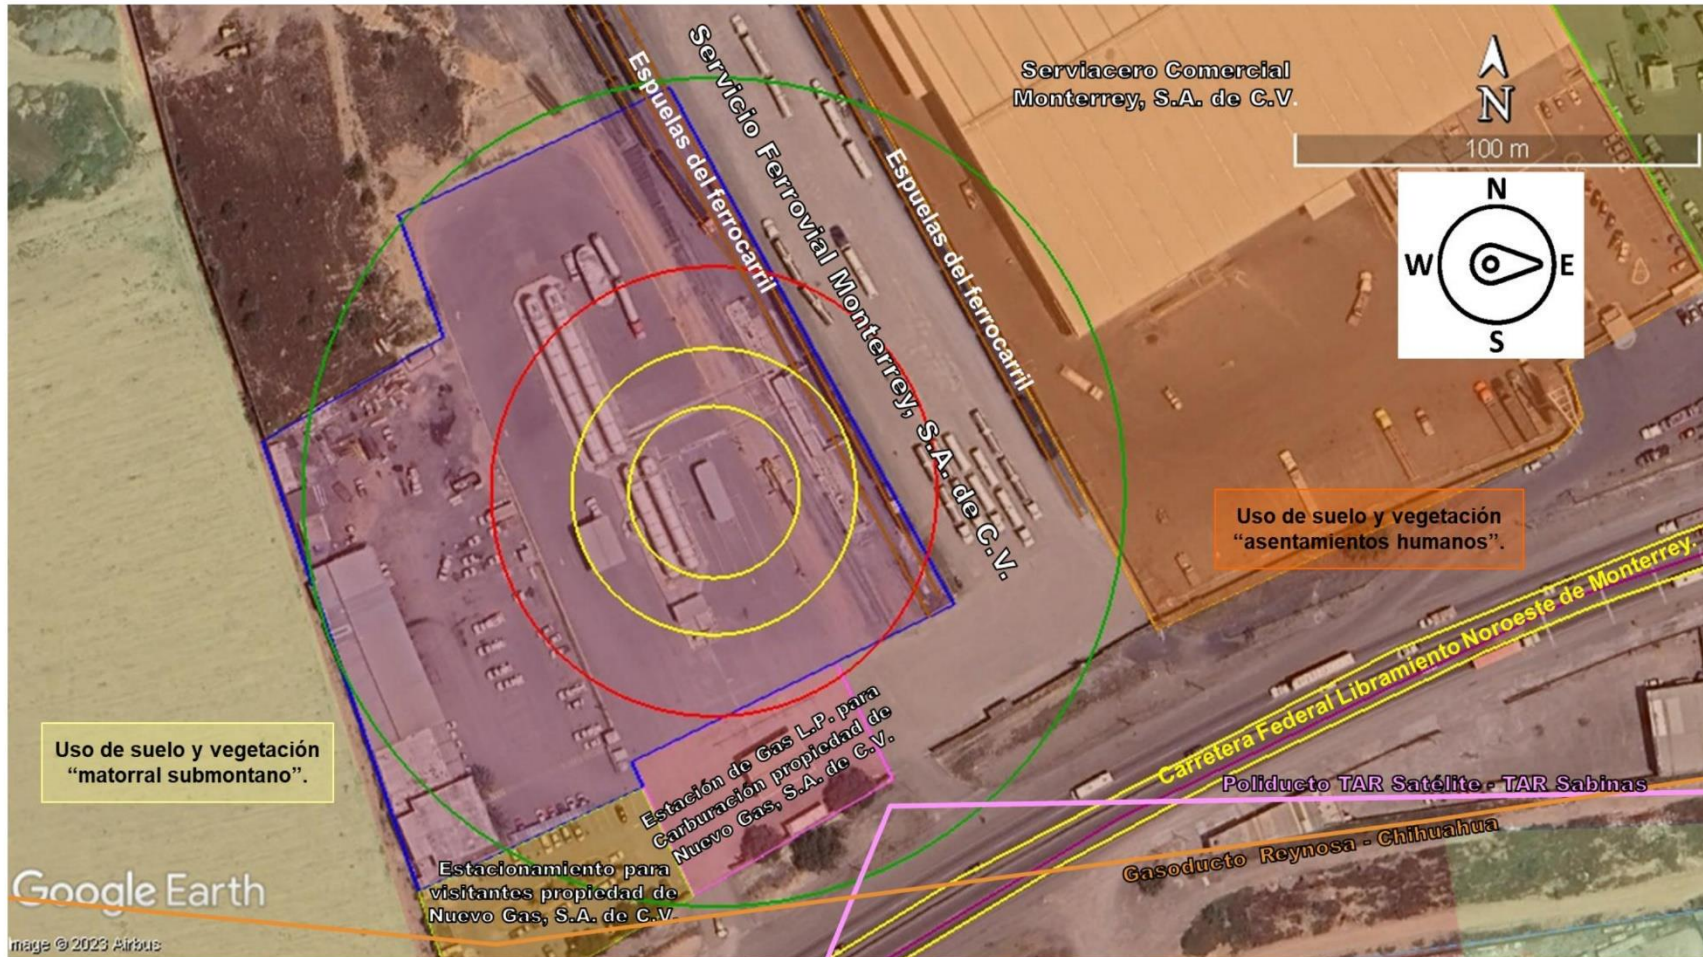 Serviacero Comercial
Monterrey, S.A. de C.V.
N
100 m
N
W
E
S
Espuelas del ferrocarril
Servicio Ferrovial Monterrey, S.A. de C.V.
Espuelas del ferrocarril
Uso de suelo y vegetación
“asentamientos humanos”.
Carretera Federal Libramiento Noroeste de Monterrey.
Uso de suelo y vegetación
“matorral submontano”.
Estación de Gas L.P. para
Carburación propiedad de
Nuevo Gas, S.A. de C.V.
Poliducto TAR Satélite - TAR Sabinas
Gasoducto Reynosa - Chihuahua
Estacionamiento para
visitantes propiedad de
Nuevo Gas, S.A. de C.V.
Google Earth
mage © 2023 Airbus